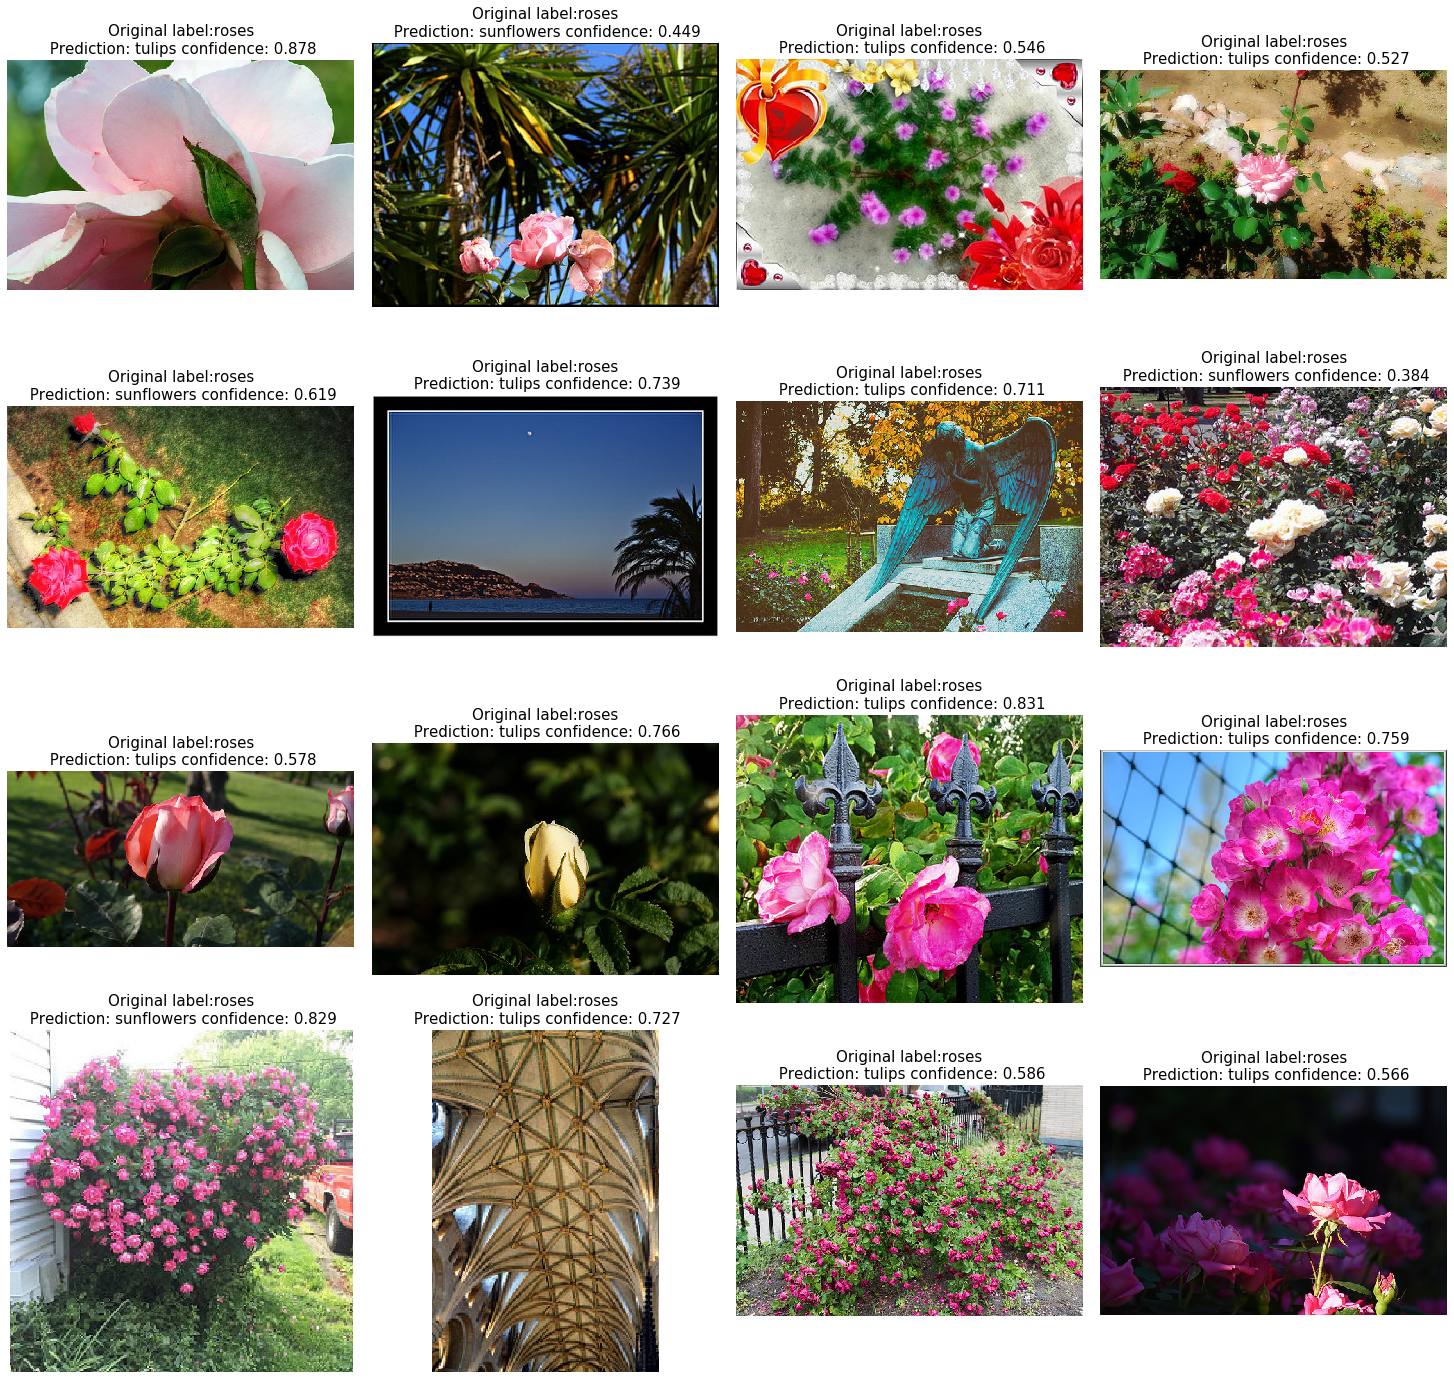 Original label:roses
Prediction: tulips confidence: 0.878
Original label:roses
Prediction: sunflowers confidence: 0.449
Original label:roses
Prediction: tulips confidence: 0.546
Original label:roses
Prediction: tulips confidence: 0.527
Original label:roses
Prediction: sunflowers confidence: 0.619
Original label:roses
Prediction: tulips confidence: 0.739
Original label:roses
Prediction: tulips confidence: 0.711
Original label:roses
Prediction: sunflowers confidence: 0.384
Original label:roses
Prediction: tulips confidence: 0.578
Original label:roses
Prediction: tulips confidence: 0.766
Original label:roses
Prediction: tulips confidence: 0.831
Original label:roses
Prediction: tulips confidence: 0.759
Original label:roses
Prediction: sunflowers confidence: 0.829
Original label:roses
Prediction: tulips confidence: 0.727
Original label:roses
Prediction: tulips confidence: 0.586
Original label:roses
Prediction: tulips confidence: 0.566